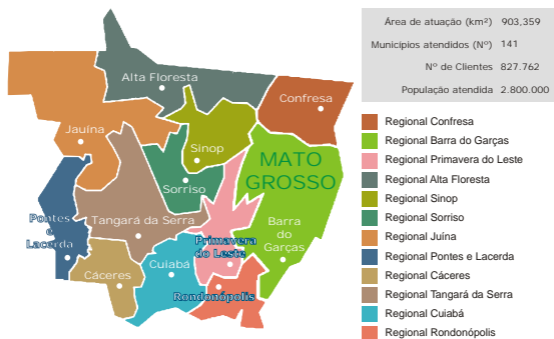 Alta Floresta
Confresa
Jauína
Sinop
MATO
GROSSO
Sorriso
Pontes
e
Lacerda
Tangará da Serra
Barra
do
Garças
Primavera
do Leste
Cáceres
Cuiabá
Rondonópolis
Área de atuação (km²) 903,359
Municípios atendidos (Nº) 141
Nº de Clientes 827.762
População atendida 2.800.000
Regional Confresa
Regional Barra do Garças
Regional Primavera do Leste
Regional Alta Floresta
Regional Sinop
Regional Sorriso
Regional Juína
Regional Pontes e Lacerda
Regional Cáceres
Regional Tangará da Serra
Regional Cuiabá
Regional Rondonópolis